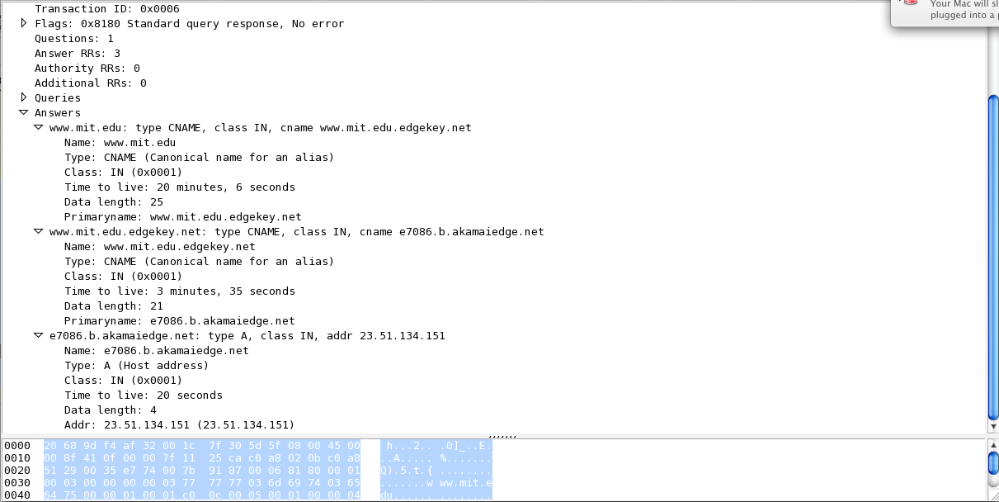 Transaction ID: 0x0006
Flags: 0x8180 Standard query response, No error
Questions: 1
Answer RRs: 3
Authority RRs: 0
Additional RRs: 0
Queries
Answers
www.mit.edu: type CNAME, class IN, cname www.mit.edu.edgekey.net
Name: www.mit.edu
Type: CNAME (Canonical name for an alias)
Class: IN (0x0001)
Time to live: 20 minutes, 6 seconds
Data length: 25
Primaryname: www.mit.edu.edgekey.net
www.mit.edu.edgekey.net: type CNAME, class IN, cname e7086.b.akamaiedge.net
Name: www.mit.edu.edgekey.net
Type: CNAME (Canonical name for an alias)
Class: IN (0x0001)
Time to live: 3 minutes, 35 seconds
Data length: 21
Primaryname: e7086.b.akamaiedge.net
e7086.b.akamaiedge.net: type A, class IN, addr 23.51.134.151
Name: e7086.b.akamaiedge.net
Type: A (Host address)
Class: IN (0x0001)
Time to live: 20 seconds
Data length: 4
Addr: 23.51.134.151 (23.51.134.151)
Your Mac will sl
plugged into a p
0000 20 68 9d f4 af 32 00 1c 7f 30 5d 5f 08 00 45 00 h...2.. .0]_..E.
0010 00 8f 41 0f 00 00 7f 11 25 ca c0 a8 02 0b c0 a8 ..A..... %.......
0020 51 29 00 35 e7 74 00 7b 91 87 00 06 81 80 00 01 Q).5.t.{ ........
0030 00 03 00 00 00 00 03 77 77 77 03 6d 69 74 03 65 .......w ww.mit.e
0040 64 75 00 00 01 00 01 c0 0c 00 05 00 01 00 00 04 du...... ........